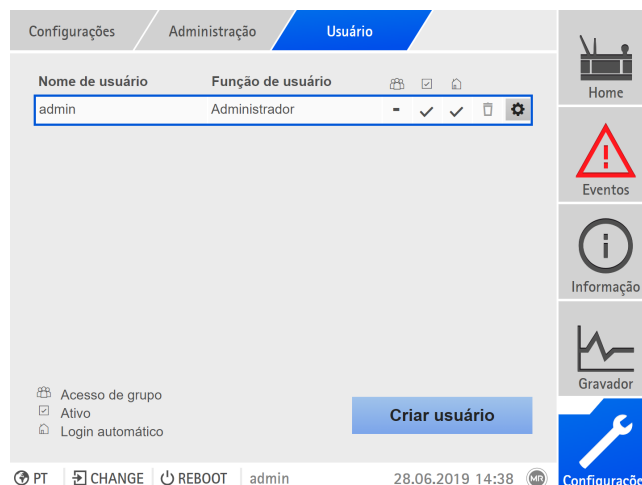 Configurações Administração Usuário
Nome de usuário Função de usuário
admin Administrador
Acesso de grupo
Ativo
Login automático
Criar usuário
PT CHANGE REBOOT admin 28.06.2019 14:38 MR
Home
Eventos
Informação
Gravador
Configuraçõe